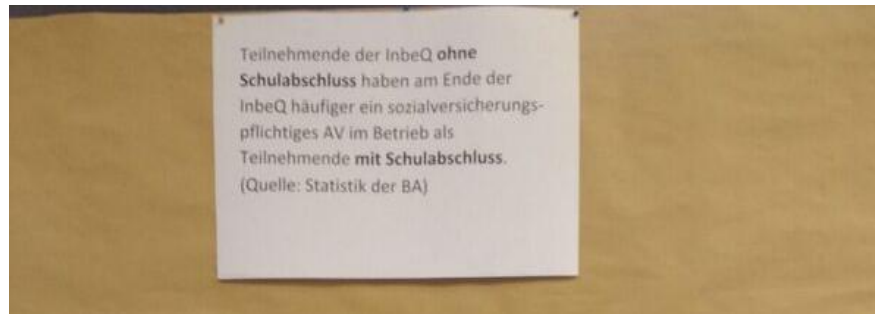 Teilnehmende der InbeQ ohne
Schulabschluss haben am Ende der
InbeQ häufiger ein sozialversicherungs-
pflichtiges AV im Betrieb als
Teilnehmende mit Schulabschluss.
(Quelle: Statistik der BA)